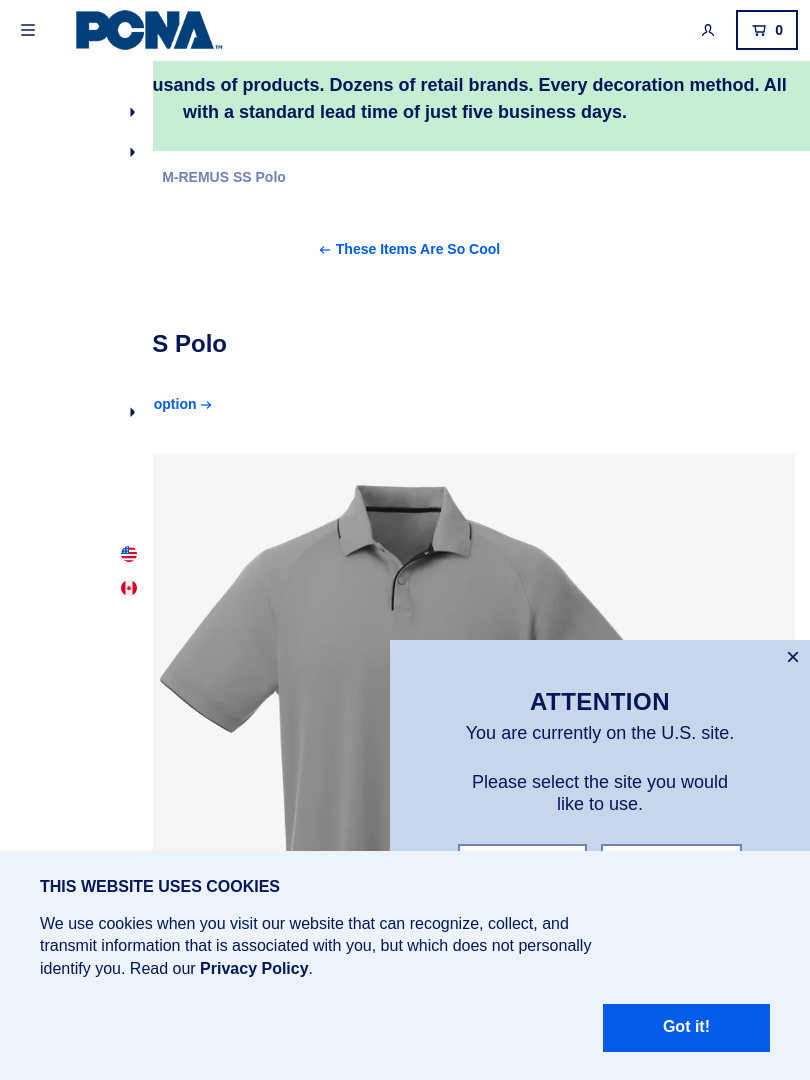 PCNA
TM
0
usands of products. Dozens of retail brands. Every decoration method. All
with a standard lead time of just five business days.
M-REMUS SS Polo
← These Items Are So Cool
S Polo
option →
ATTENTION
You are currently on the U.S. site.
Please select the site you would
like to use.
THIS WEBSITE USES COOKIES
We use cookies when you visit our website that can recognize, collect, and
transmit information that is associated with you, but which does not personally
identify you. Read our Privacy Policy.
Got it!